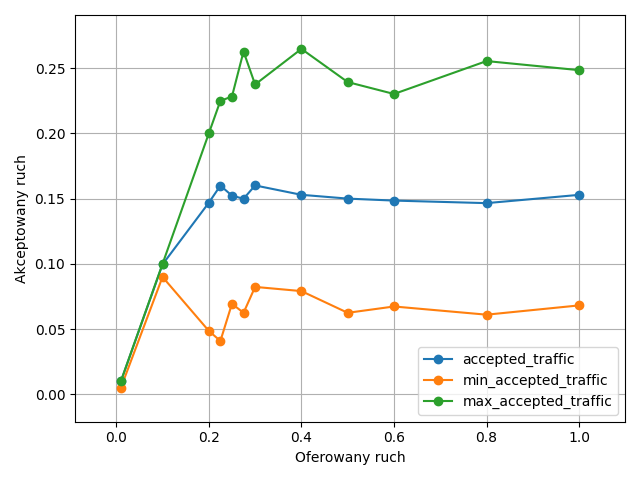 0.25
0.20
0.15
0.10
0.05
0.00
Akceptowany ruch
0.0 0.2 0.4 0.6 0.8 1.0
Oferowany ruch
accepted_traffic
min_accepted_traffic
max_accepted_traffic